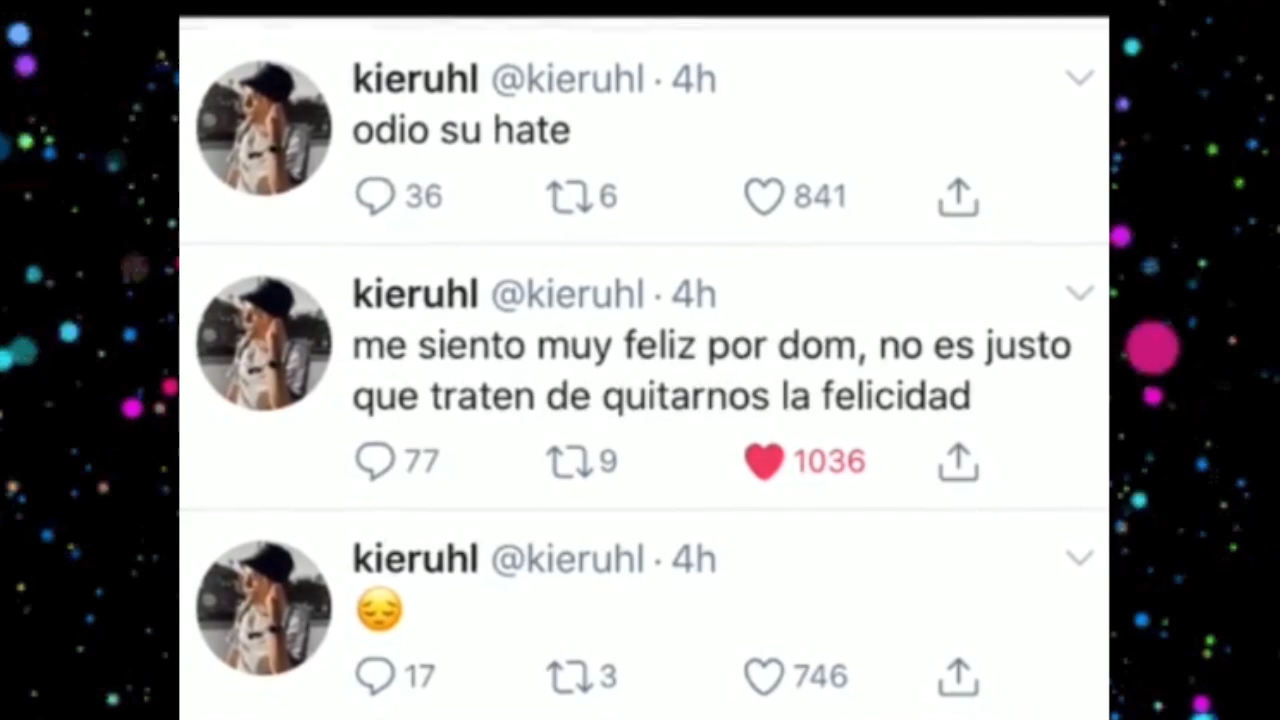 kieruhl @kieruhl · 4h
odio su hate
36 6 841
kieruhl @kieruhl · 4h
me siento muy feliz por dom, no es justo
que traten de quitarnos la felicidad
77 9 1036
kieruhl @kieruhl · 4h
😔
17 3 746